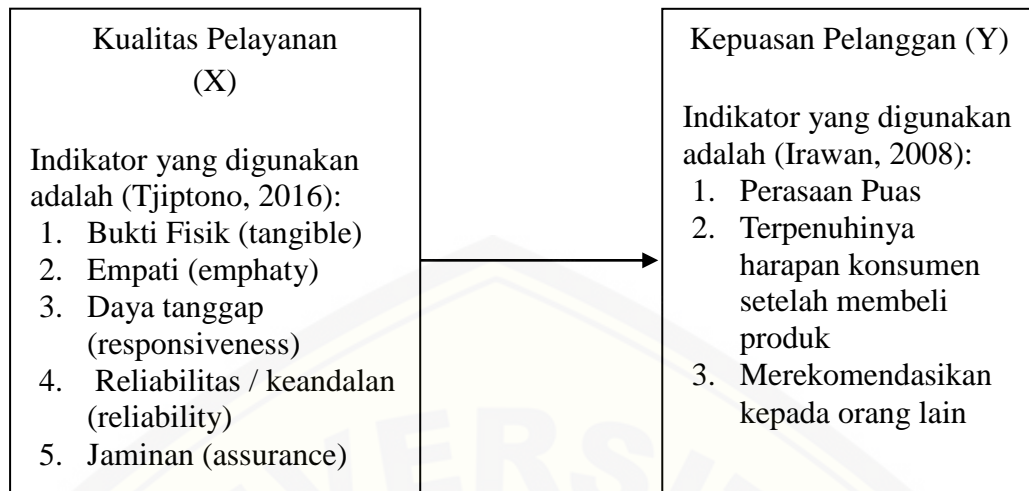 Kualitas Pelayanan
(X)
Indikator yang digunakan
adalah (Tjiptono, 2016):
1. Bukti Fisik (tangible)
2. Empati (emphaty)
3. Daya tanggap
(responsiveness)
4. Reliabilitas / keandalan
(reliability)
5. Jaminan (assurance)
Kepuasan Pelanggan (Y)
Indikator yang digunakan
adalah (Irawan, 2008):
1. Perasaan Puas
2. Terpenuhinya
harapan konsumen
setelah membeli
produk
3. Merekomendasikan
kepada orang lain